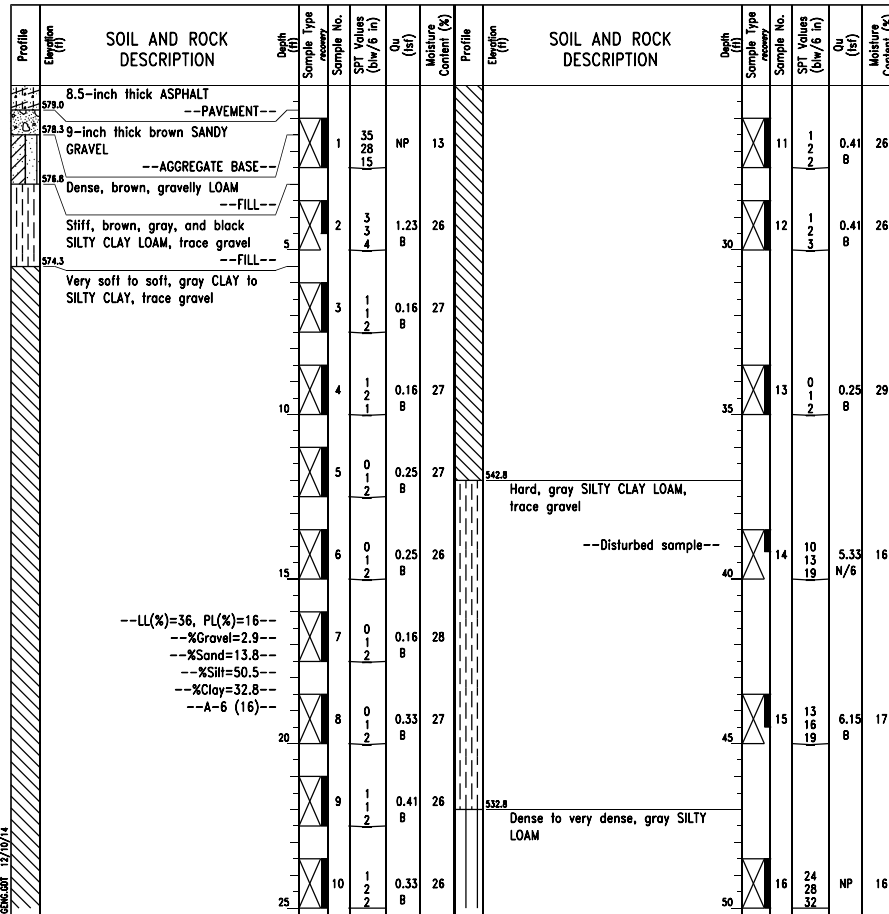 Profile
Elevation (ft)
SOIL AND ROCK
DESCRIPTION
Depth (ft)
Sample Type
recovery
Sample No.
SPT Values (blw/6 in)
Qu (tsf)
Moisture Content (%)
8.5-inch thick ASPHALT
579.0
--PAVEMENT--
578.3
9-inch thick brown SANDY
GRAVEL
--AGGREGATE BASE--
1
35
28
15
NP
13
576.8
Dense, brown, gravelly LOAM
--FILL--
Stiff, brown, gray, and black
SILTY CLAY LOAM, trace gravel
--FILL--
2
3
3
4
1.23
B
26
5
574.3
Very soft to soft, gray CLAY to
SILTY CLAY, trace gravel
3
1
1
2
0.16
B
27
4
1
2
1
0.16
B
27
10
5
0
1
2
0.25
B
27
6
0
1
2
0.25
B
26
15
--LL(%)=36, PL(%)=16--
--%Gravel=2.9--
--%Sand=13.8--
--%Silt=50.5--
--%Clay=32.8--
--A-6 (16)--
7
0
1
2
0.16
B
28
8
0
1
2
0.33
B
27
20
9
1
1
2
0.41
B
26
10
1
2
2
0.33
B
26
25
Profile
Elevation (ft)
SOIL AND ROCK
DESCRIPTION
Depth (ft)
Sample Type
recovery
Sample No.
SPT Values (blw/6 in)
Qu (tsf)
Moisture Content (%)
11
1
2
2
0.41
B
26
12
1
2
3
0.41
B
26
30
13
0
1
2
0.25
B
29
35
542.8
Hard, gray SILTY CLAY LOAM,
trace gravel
--Disturbed sample--
14
10
13
19
5.33
N/6
16
40
15
13
16
19
6.15
B
17
45
532.8
Dense to very dense, gray SILTY
LOAM
16
24
28
32
NP
16
50
12/10/14